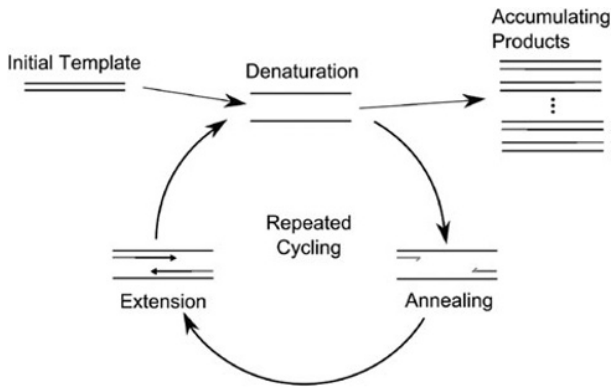 Accumulating
Products
Initial Template
Denaturation
Repeated
Cycling
Extension
Annealing